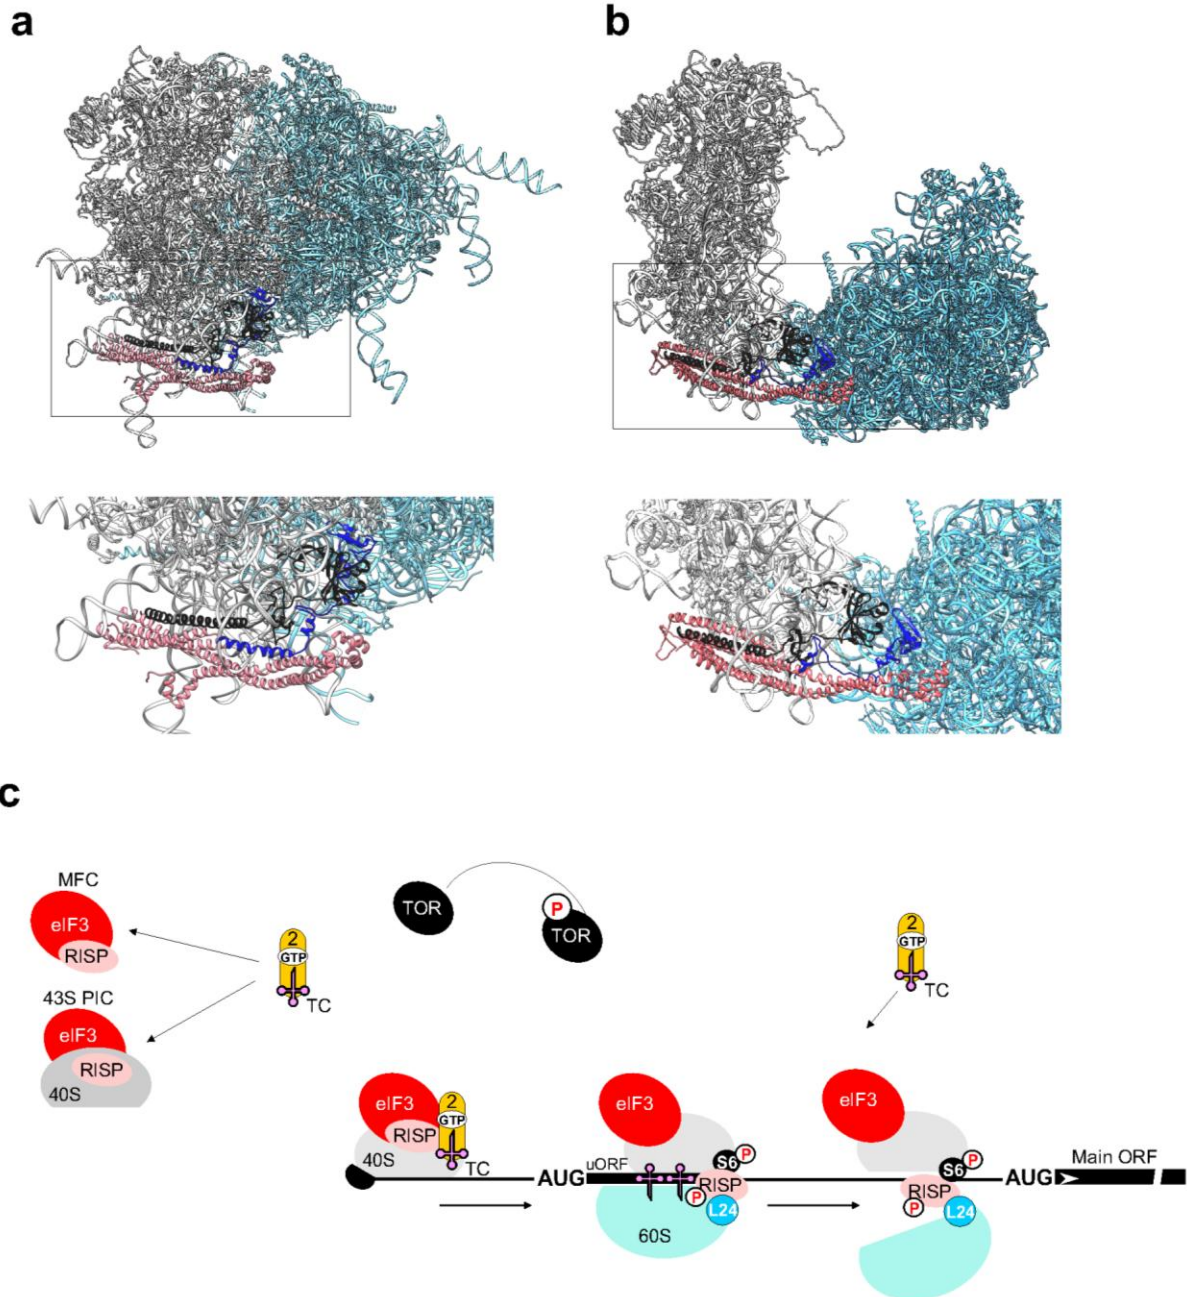 a
b
c
MFC
eIF3
RISP
43S PIC
eIF3
RISP
40S
2
GTP
TC
TOR
P
TOR
2
GTP
TC
eIF3
RISP
40S
2
GTP
TC
AUG
uORF
eIF3
S6
P
RISP
P
L24
60S
eIF3
S6
P
RISP
P
L24
AUG
Main ORF